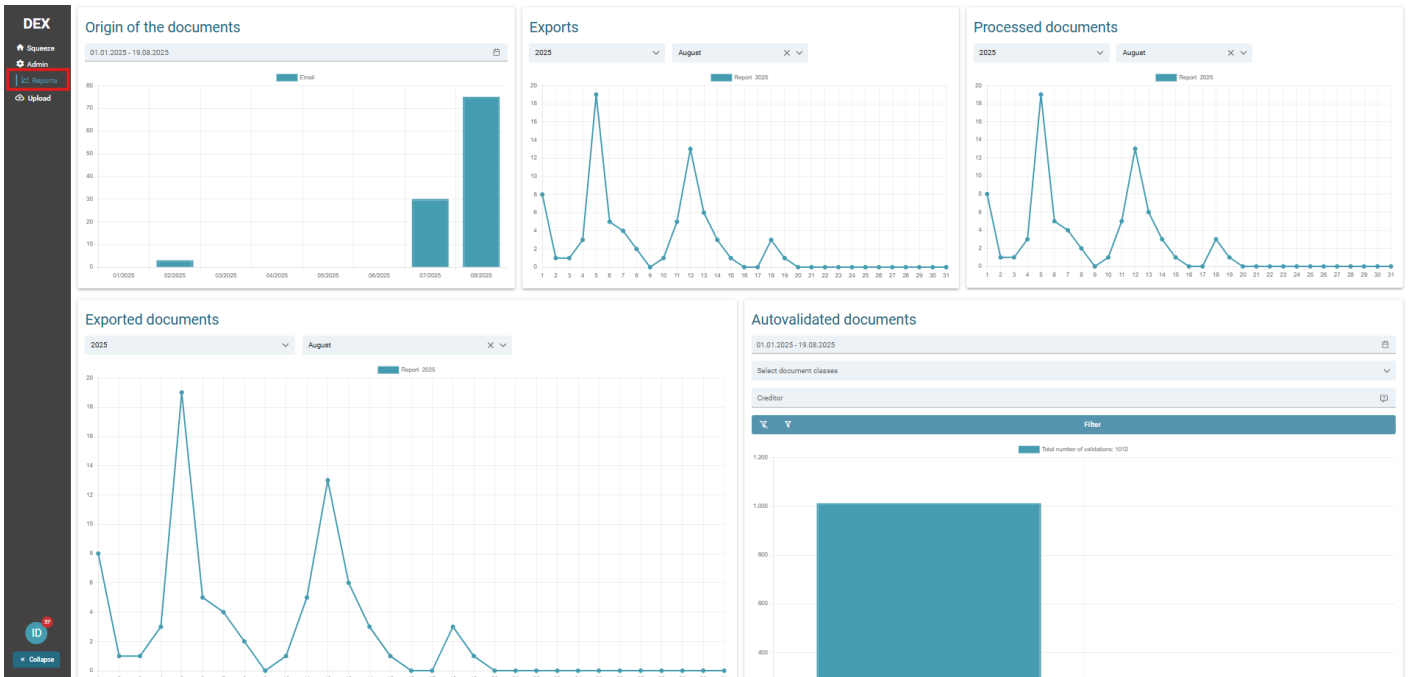 DEX
Squeeze
Admin
Reports
Upload
ID
37
« Collapse
Origin of the documents
01.01.2025 - 19.08.2025
Email
80
70
60
50
40
30
20
10
0
01/2025 02/2025 03/2025 04/2025 05/2025 06/2025 07/2025 08/2025
Exports
2025 August
Report 2025
20
18
16
14
12
10
8
6
4
2
0
1 2 3 4 5 6 7 8 9 10 11 12 13 14 15 16 17 18 19 20 21 22 23 24 25 26 27 28 29 30 31
Processed documents
2025 August
Report 2025
20
18
16
14
12
10
8
6
4
2
0
1 2 3 4 5 6 7 8 9 10 11 12 13 14 15 16 17 18 19 20 21 22 23 24 25 26 27 28 29 30 31
Exported documents
2025 August
Report 2025
20
18
16
14
12
10
8
6
4
2
0
Autovalidated documents
01.01.2025 - 19.08.2025
Select document classes
Creditor
Filter
Total number of validations: 1012
1.200
1.000
800
600
400